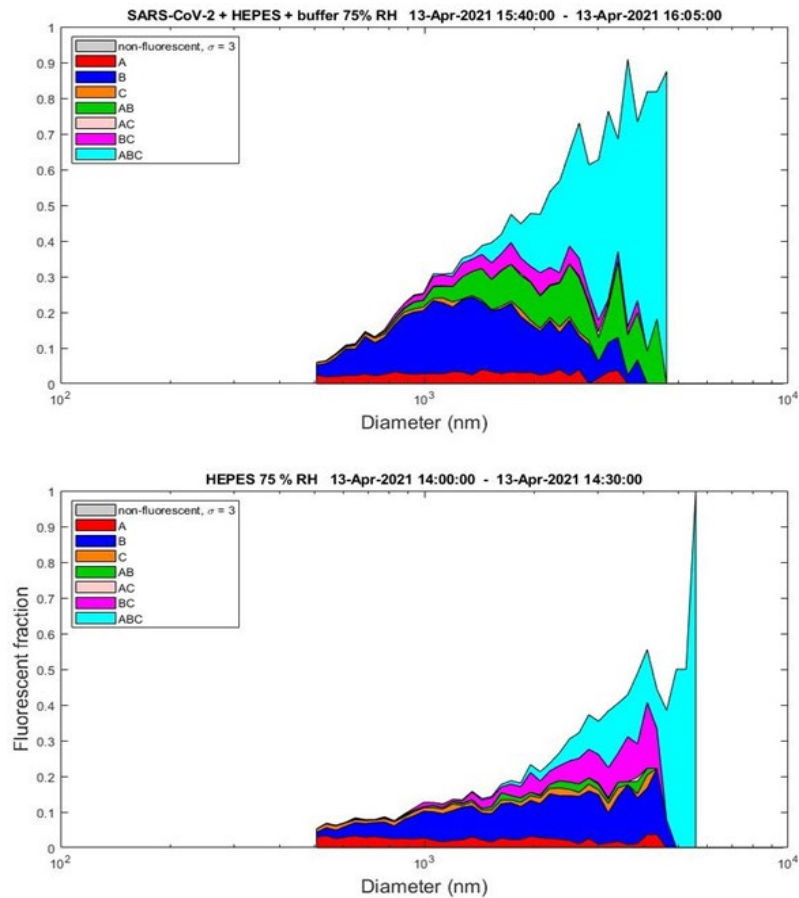 SARS-CoV-2 + HEPES + buffer 75% RH 13-Apr-2021 15:40:00 - 13-Apr-2021 16:05:00
1
0.9
0.8
0.7
0.6
0.5
0.4
0.3
0.2
0.1
0
non-fluorescent, σ = 3
A
B
C
AB
AC
BC
ABC
10²
10³
10⁴
Diameter (nm)
HEPES 75 % RH 13-Apr-2021 14:00:00 - 13-Apr-2021 14:30:00
Fluorescent fraction
1
0.9
0.8
0.7
0.6
0.5
0.4
0.3
0.2
0.1
0
non-fluorescent, σ = 3
A
B
C
AB
AC
BC
ABC
10²
10³
10⁴
Diameter (nm)